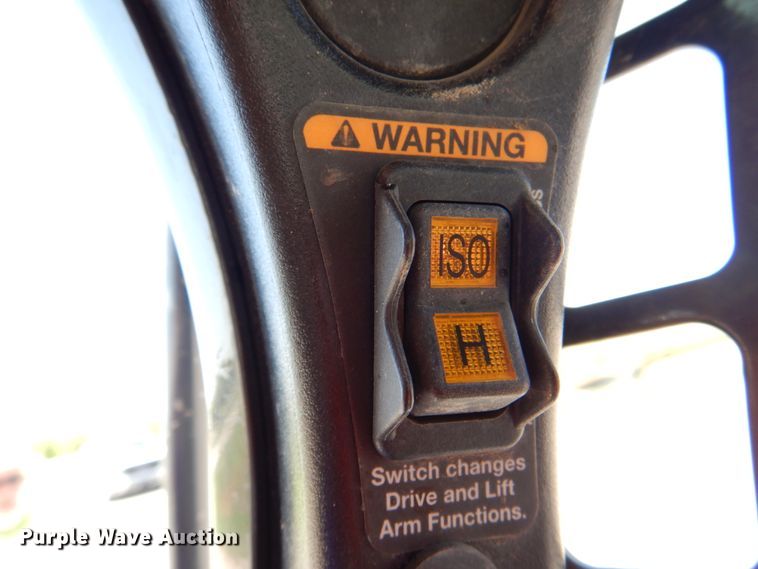 WARNING
ISO
H
Switch changes
Drive and Lift
Arm Functions.
Purple Wave Auction